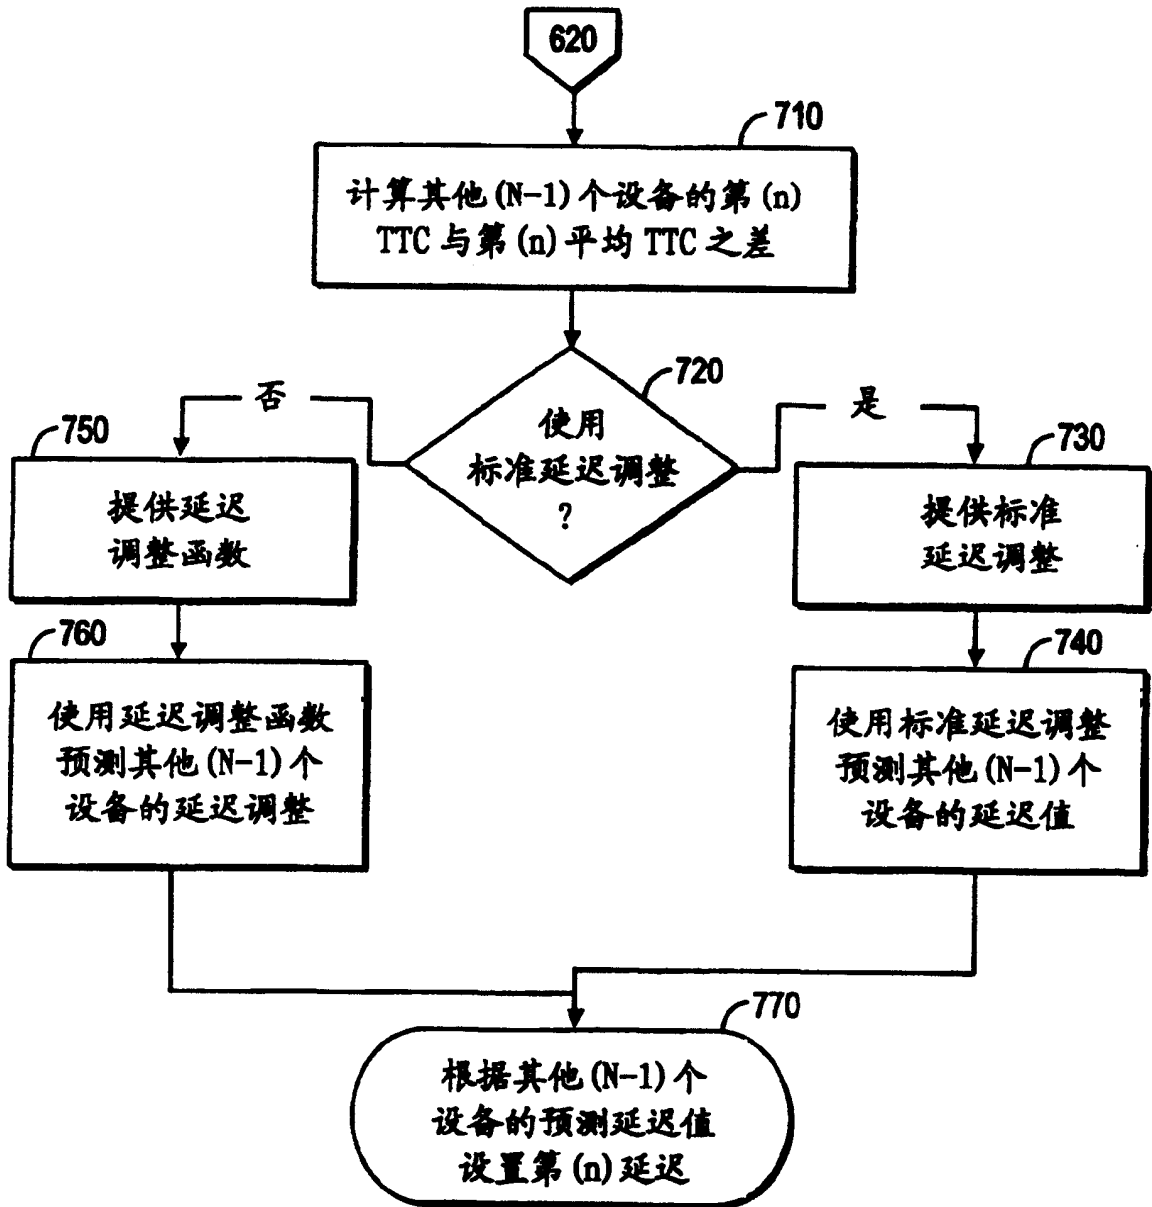 620
710
计算其他(N-1)个设备的第(n)
TTC与第(n)平均TTC之差
720
使用
标准延迟调整
?
否
是
750
提供延迟
调整函数
730
提供标准
延迟调整
760
使用延迟调整函数
预测其他(N-1)个
设备的延迟调整
740
使用标准延迟调整
预测其他(N-1)个
设备的延迟值
770
根据其他(N-1)个
设备的预测延迟值
设置第(n)延迟